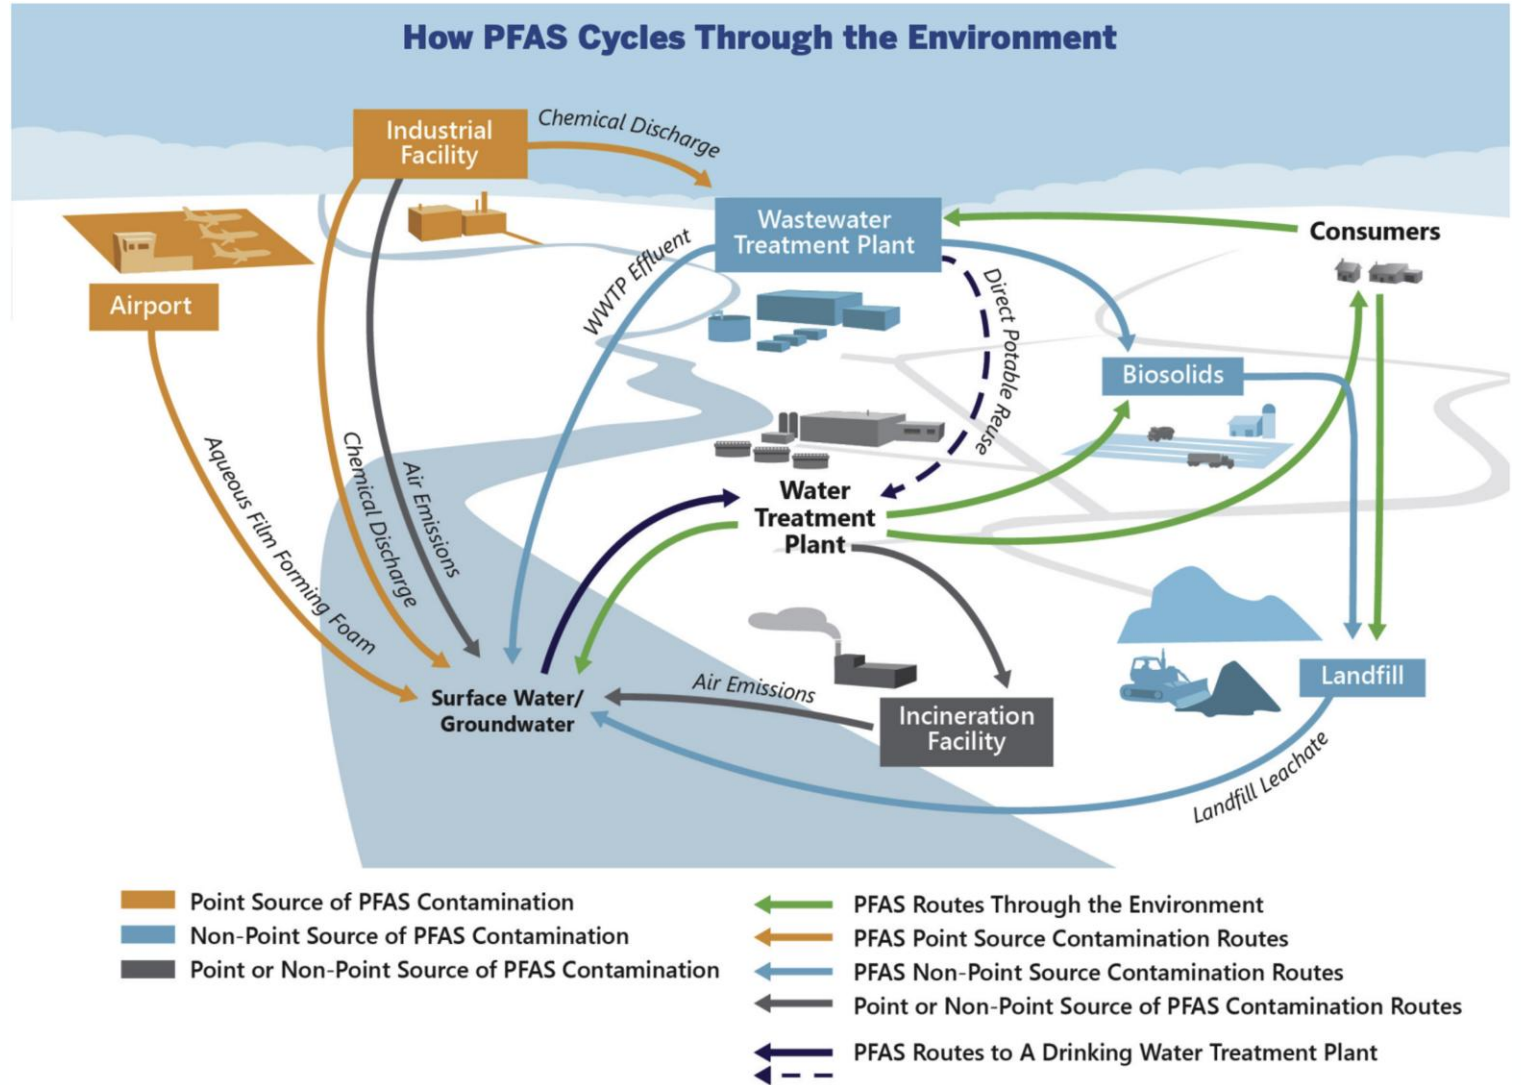 How PFAS Cycles Through the Environment
Industrial
Facility
Chemical Discharge
Wastewater
Treatment Plant
Consumers
Airport
WWTP Effluent
Direct Potable Reuse
Biosolids
Aqueous Film Forming Foam
Chemical Discharge
Air Emissions
Water
Treatment
Plant
Surface Water/
Groundwater
Air Emissions
Incineration
Facility
Landfill
Landfill Leachate
Point Source of PFAS Contamination
Non-Point Source of PFAS Contamination
Point or Non-Point Source of PFAS Contamination
PFAS Routes Through the Environment
PFAS Point Source Contamination Routes
PFAS Non-Point Source Contamination Routes
Point or Non-Point Source of PFAS Contamination Routes
PFAS Routes to A Drinking Water Treatment Plant